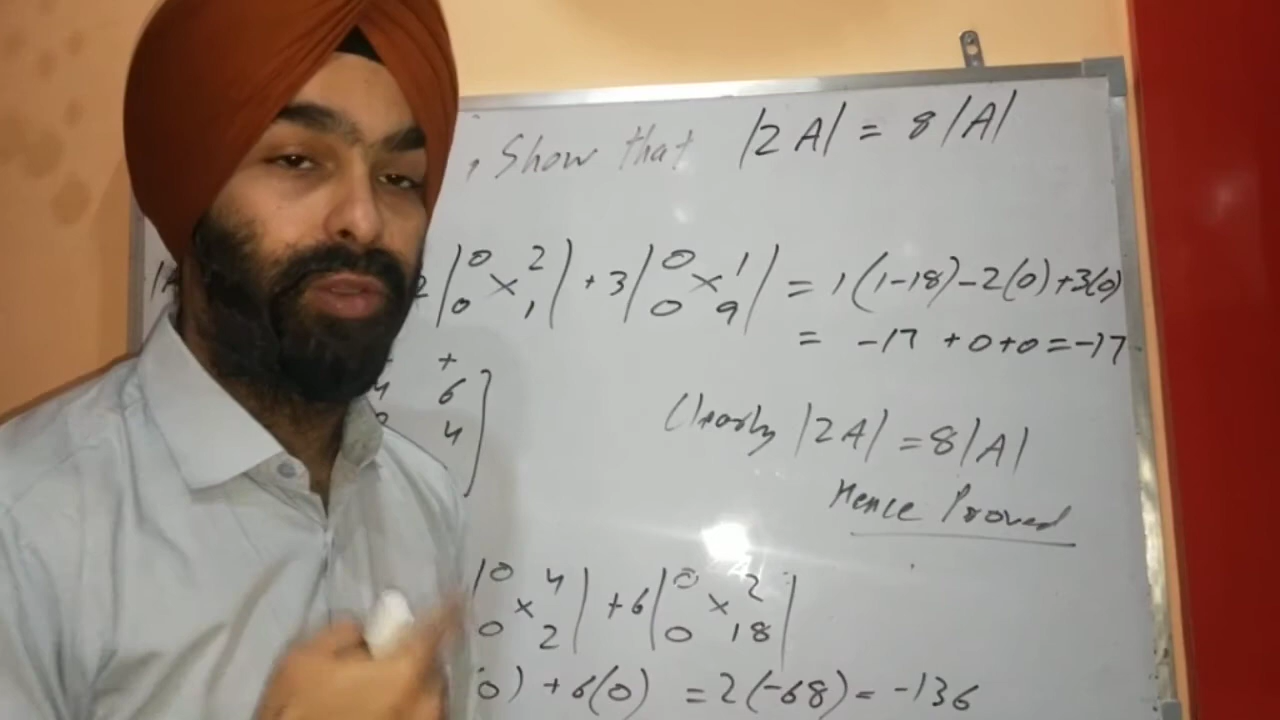 , Show that |2A| = 8|A|
2 |0 2| + 3 |0 1| = 1(1-18)-2(0)+3(0)
|0 1| |0 9|
= -17 +0+0=-17
+
4 6
4
Clearly |2A| = 8|A|
Hence Proved
|0 4| +6 |0 2|
|0 2| |0 18|
0) +6(0) =2(-68)= -136